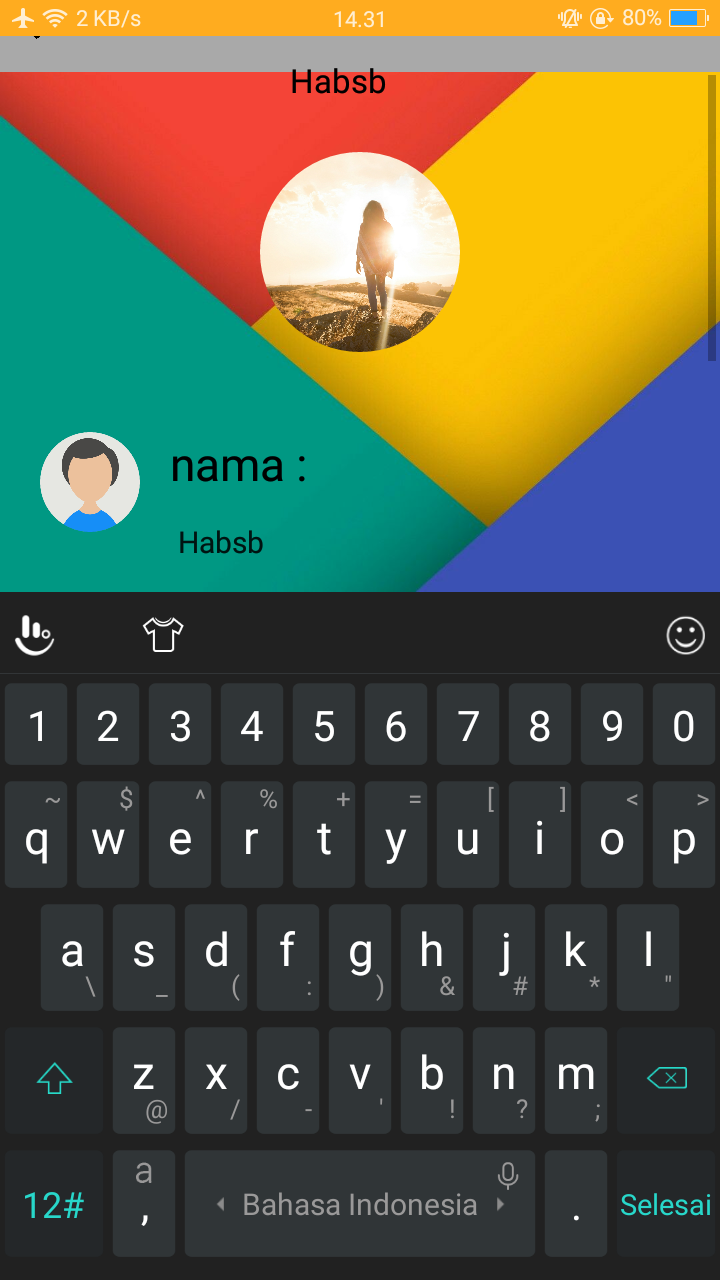 2 KB/s 14.31 80%
Habsb
nama :
Habsb
1 2 3 4 5 6 7 8 9 0
~ $ ^ % + = [ ] < >
q w e r t y u i o p
a s d f g h j k l
\ _ ( : ) & # * "
z x c v b n m
@ / - ' ! ? ;
a
12# , Bahasa Indonesia . Selesai